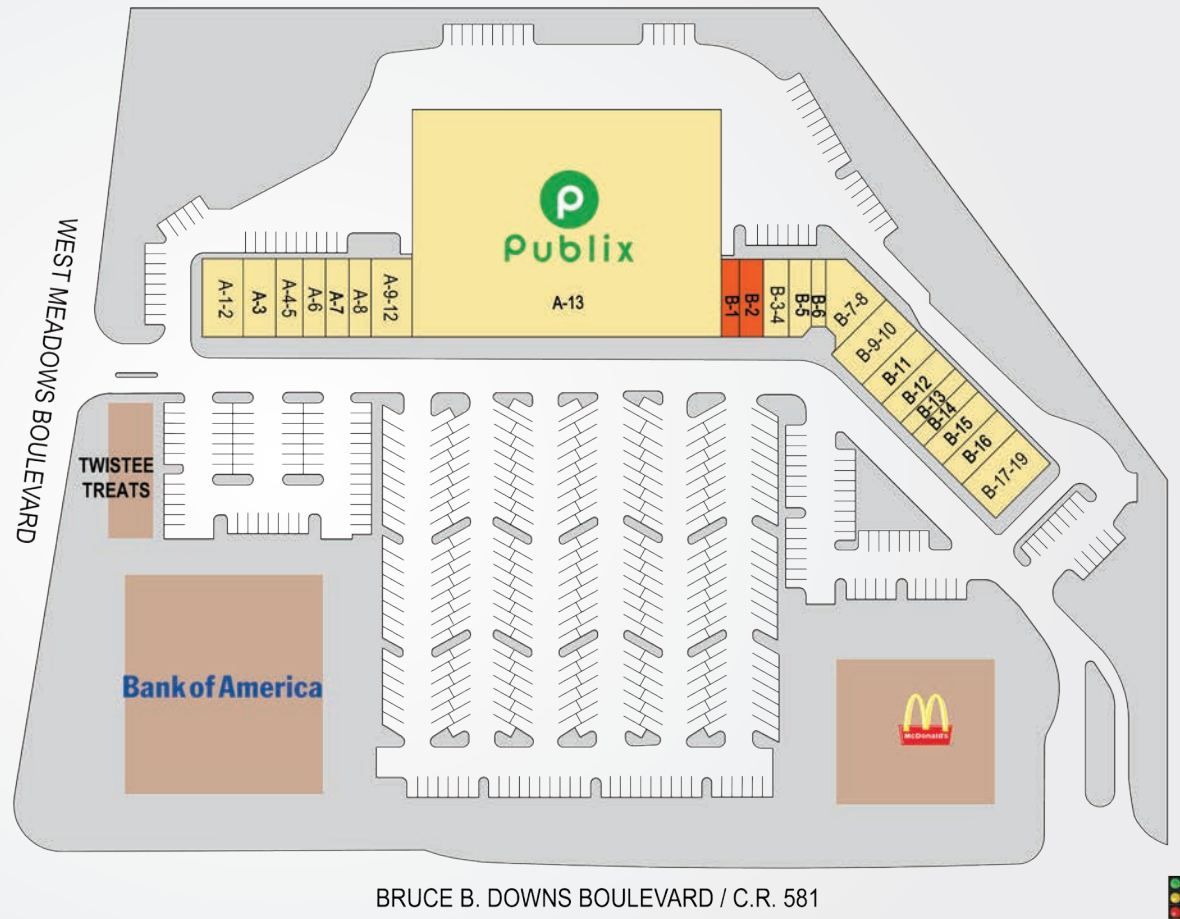 P
Publix
A-13
A-1-2
A-3
A-4-5
A-6
A-7
A-8
A-9-12
B-1
B-2
B-3-4
B-5
B-6
B-7-8
B-9-10
B-11
B-12
B-13
B-14
B-15
B-16
B-17-19
WEST MEADOWS BOULEVARD
TWISTEE
TREATS
Bank of America
McDonald's
BRUCE B. DOWNS BOULEVARD / C.R. 581